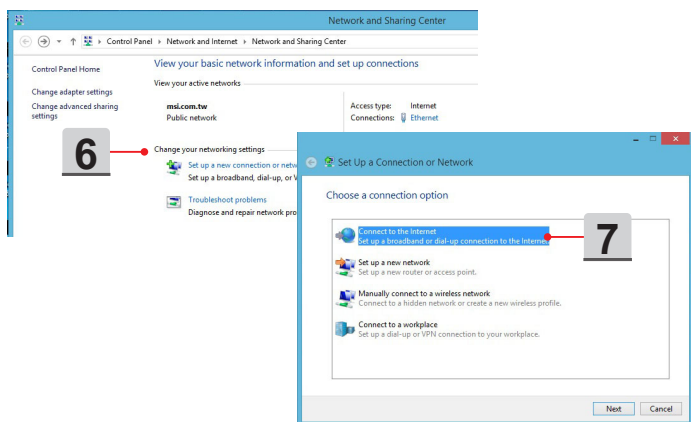 Network and Sharing Center
Control Panel ▸ Network and Internet ▸ Network and Sharing Center
Control Panel Home
Change adapter settings
Change advanced sharing
settings
View your basic network information and set up connections
View your active networks
msi.com.tw
Public network
Access type: Internet
Connections: Ethernet
6
Change your networking settings
Set up a new connection or netw
Set up a broadband, dial-up, or V
Troubleshoot problems
Diagnose and repair network pro
Set Up a Connection or Network
Choose a connection option
Connect to the Internet
Set up a broadband or dial-up connection to the Internet.
7
Set up a new network
Set up a new router or access point.
Manually connect to a wireless network
Connect to a hidden network or create a new wireless profile.
Connect to a workplace
Set up a dial-up or VPN connection to your workplace.
Next Cancel